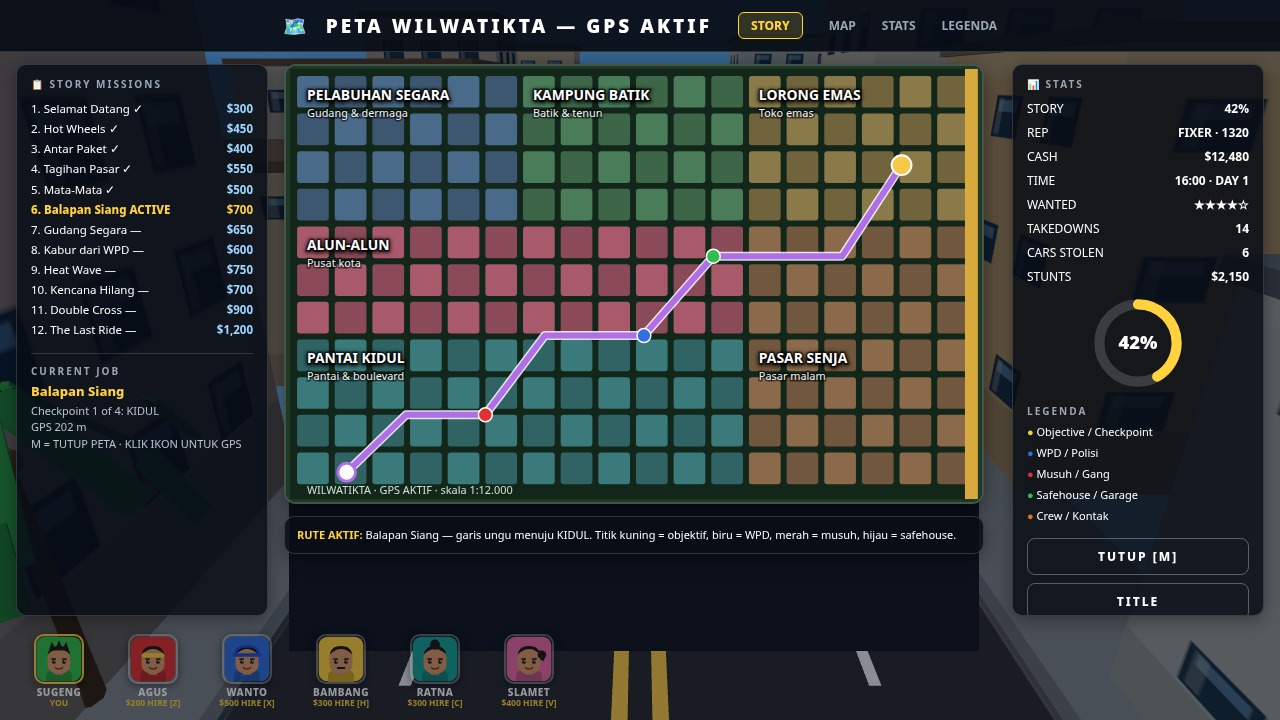 PETA WILWATIKTA — GPS AKTIF
STORY
MAP
STATS
LEGENDA
STORY MISSIONS
1. Selamat Datang ✓ $300
2. Hot Wheels ✓ $450
3. Antar Paket ✓ $400
4. Tagihan Pasar ✓ $550
5. Mata-Mata ✓ $500
6. Balapan Siang ACTIVE $700
7. Gudang Segara — $650
8. Kabur dari WPD — $600
9. Heat Wave — $750
10. Kencana Hilang — $700
11. Double Cross — $900
12. The Last Ride — $1,200
CURRENT JOB
Balapan Siang
Checkpoint 1 of 4: KIDUL
GPS 202 m
M = TUTUP PETA · KLIK IKON UNTUK GPS
PELABUHAN SEGARA
Gudang & dermaga
KAMPUNG BATIK
Batik & tenun
LORONG EMAS
Toko emas
ALUN-ALUN
Pusat kota
PANTAI KIDUL
Pantai & boulevard
PASAR SENJA
Pasar malam
WILWATIKTA · GPS AKTIF · skala 1:12.000
RUTE AKTIF: Balapan Siang — garis ungu menuju KIDUL. Titik kuning = objektif, biru = WPD, merah = musuh, hijau = safehouse.
STATS
STORY 42%
REP FIXER · 1320
CASH $12,480
TIME 16:00 · DAY 1
WANTED ★★★★☆
TAKEDOWNS 14
CARS STOLEN 6
STUNTS $2,150
42%
LEGENDA
● Objective / Checkpoint
● WPD / Polisi
● Musuh / Gang
● Safehouse / Garage
● Crew / Kontak
TUTUP [M]
TITLE
SUGENG
YOU
AGUS
$200 HIRE [Z]
WANTO
$500 HIRE [X]
BAMBANG
$300 HIRE [H]
RATNA
$300 HIRE [C]
SLAMET
$400 HIRE [V]